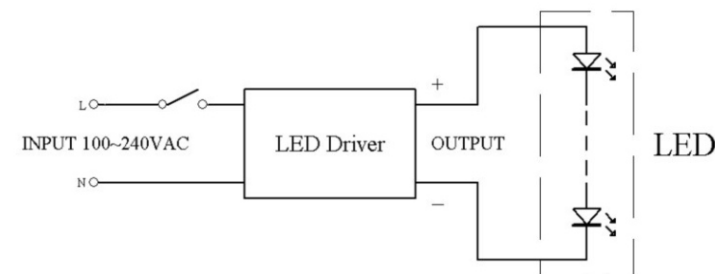 L
INPUT 100~240VAC
N
LED Driver
+
OUTPUT
−
LED